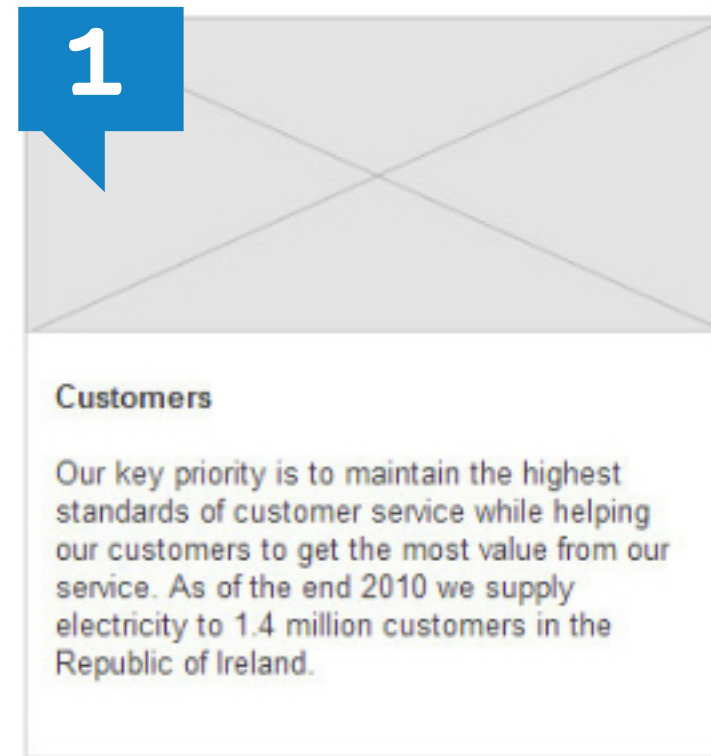 1
Customers
Our key priority is to maintain the highest
standards of customer service while helping
our customers to get the most value from our
service. As of the end 2010 we supply
electricity to 1.4 million customers in the
Republic of Ireland.